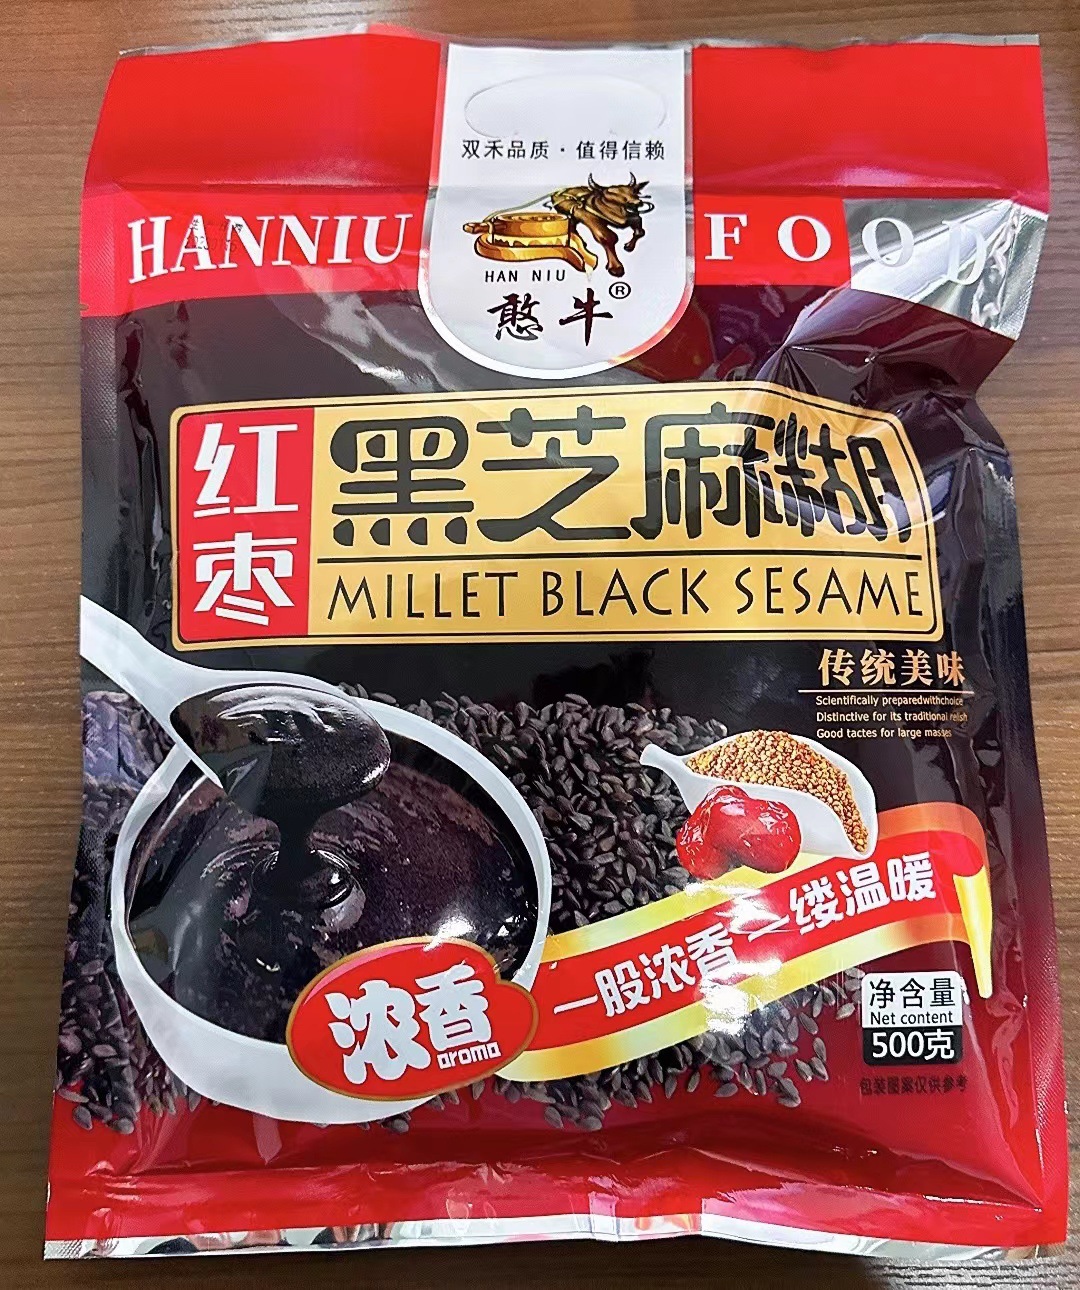 双禾品质·值得信赖
HANNIU
FOOD
HAN NIU
憨牛®
红枣
黑芝麻糊
MILLET BLACK SESAME
传统美味
Scientifically preparedwithchoice
Distinctive for its traditional relish
Good tactes for large masses
一股浓香 一缕温暖
浓香
aroma
净含量
Net content
500克
包装图案仅供参考